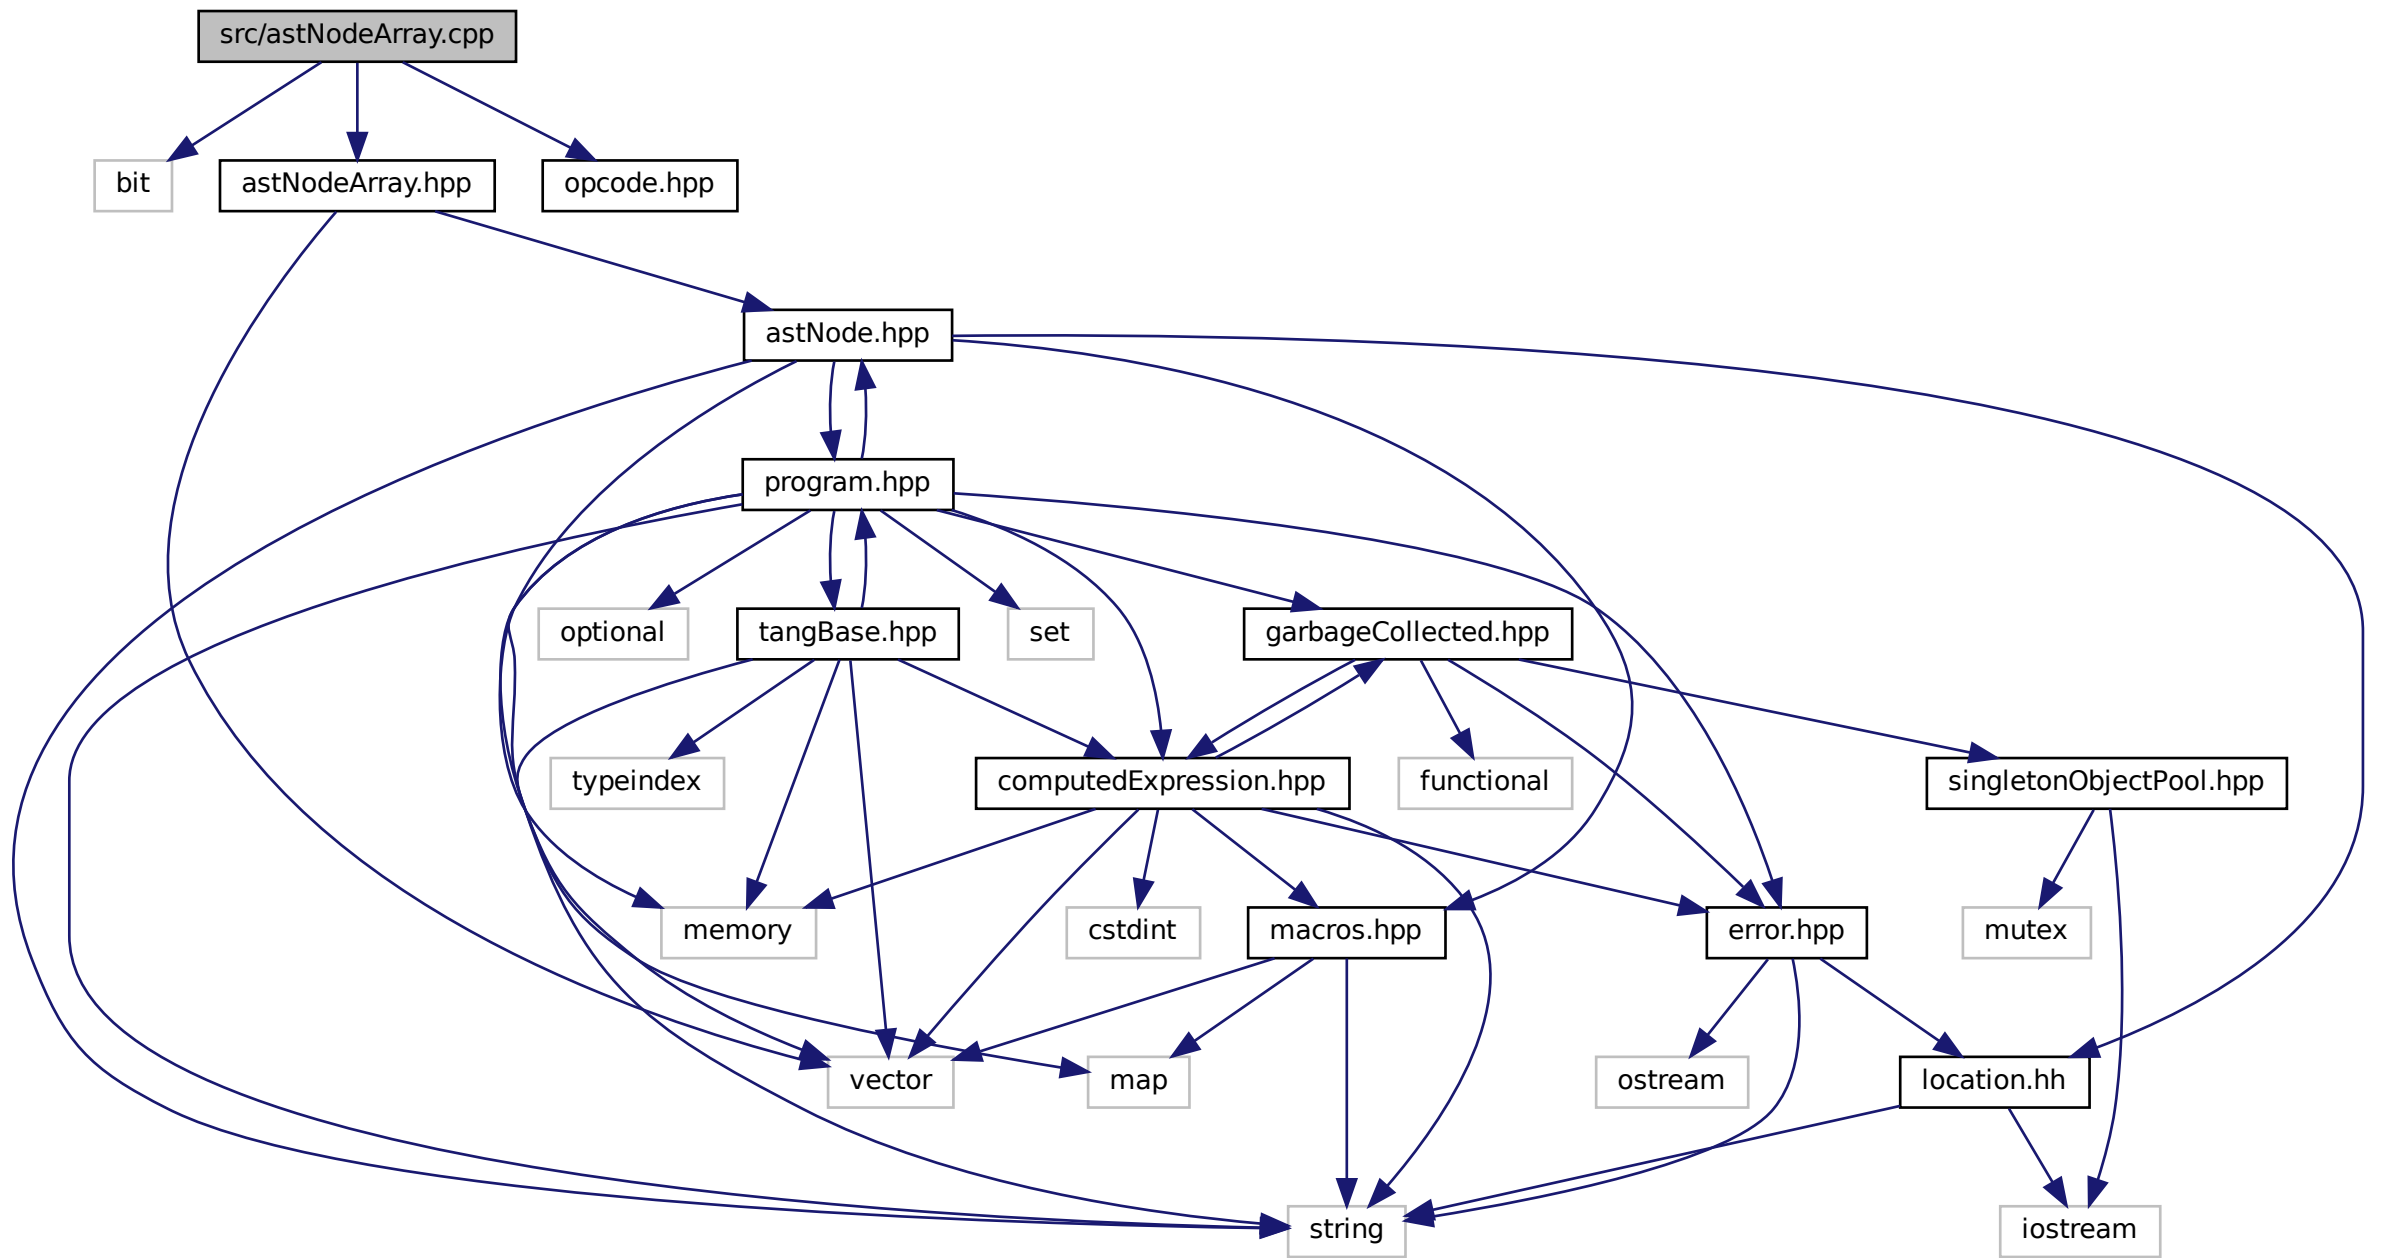 src/astNodeArray.cpp
bit
astNodeArray.hpp
opcode.hpp
astNode.hpp
program.hpp
optional
tangBase.hpp
set
garbageCollected.hpp
typeindex
computedExpression.hpp
functional
singletonObjectPool.hpp
memory
cstdint
macros.hpp
error.hpp
mutex
vector
map
ostream
location.hh
string
iostream